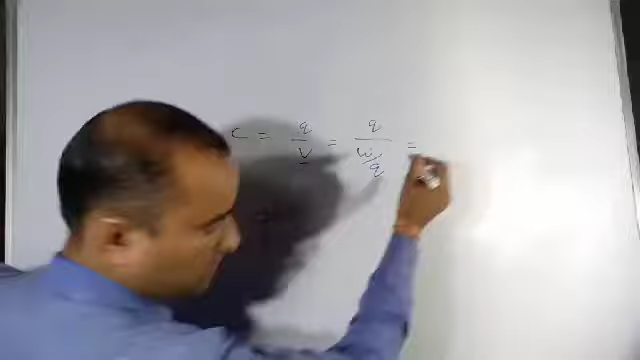 C = q/V = q/(W/q) =